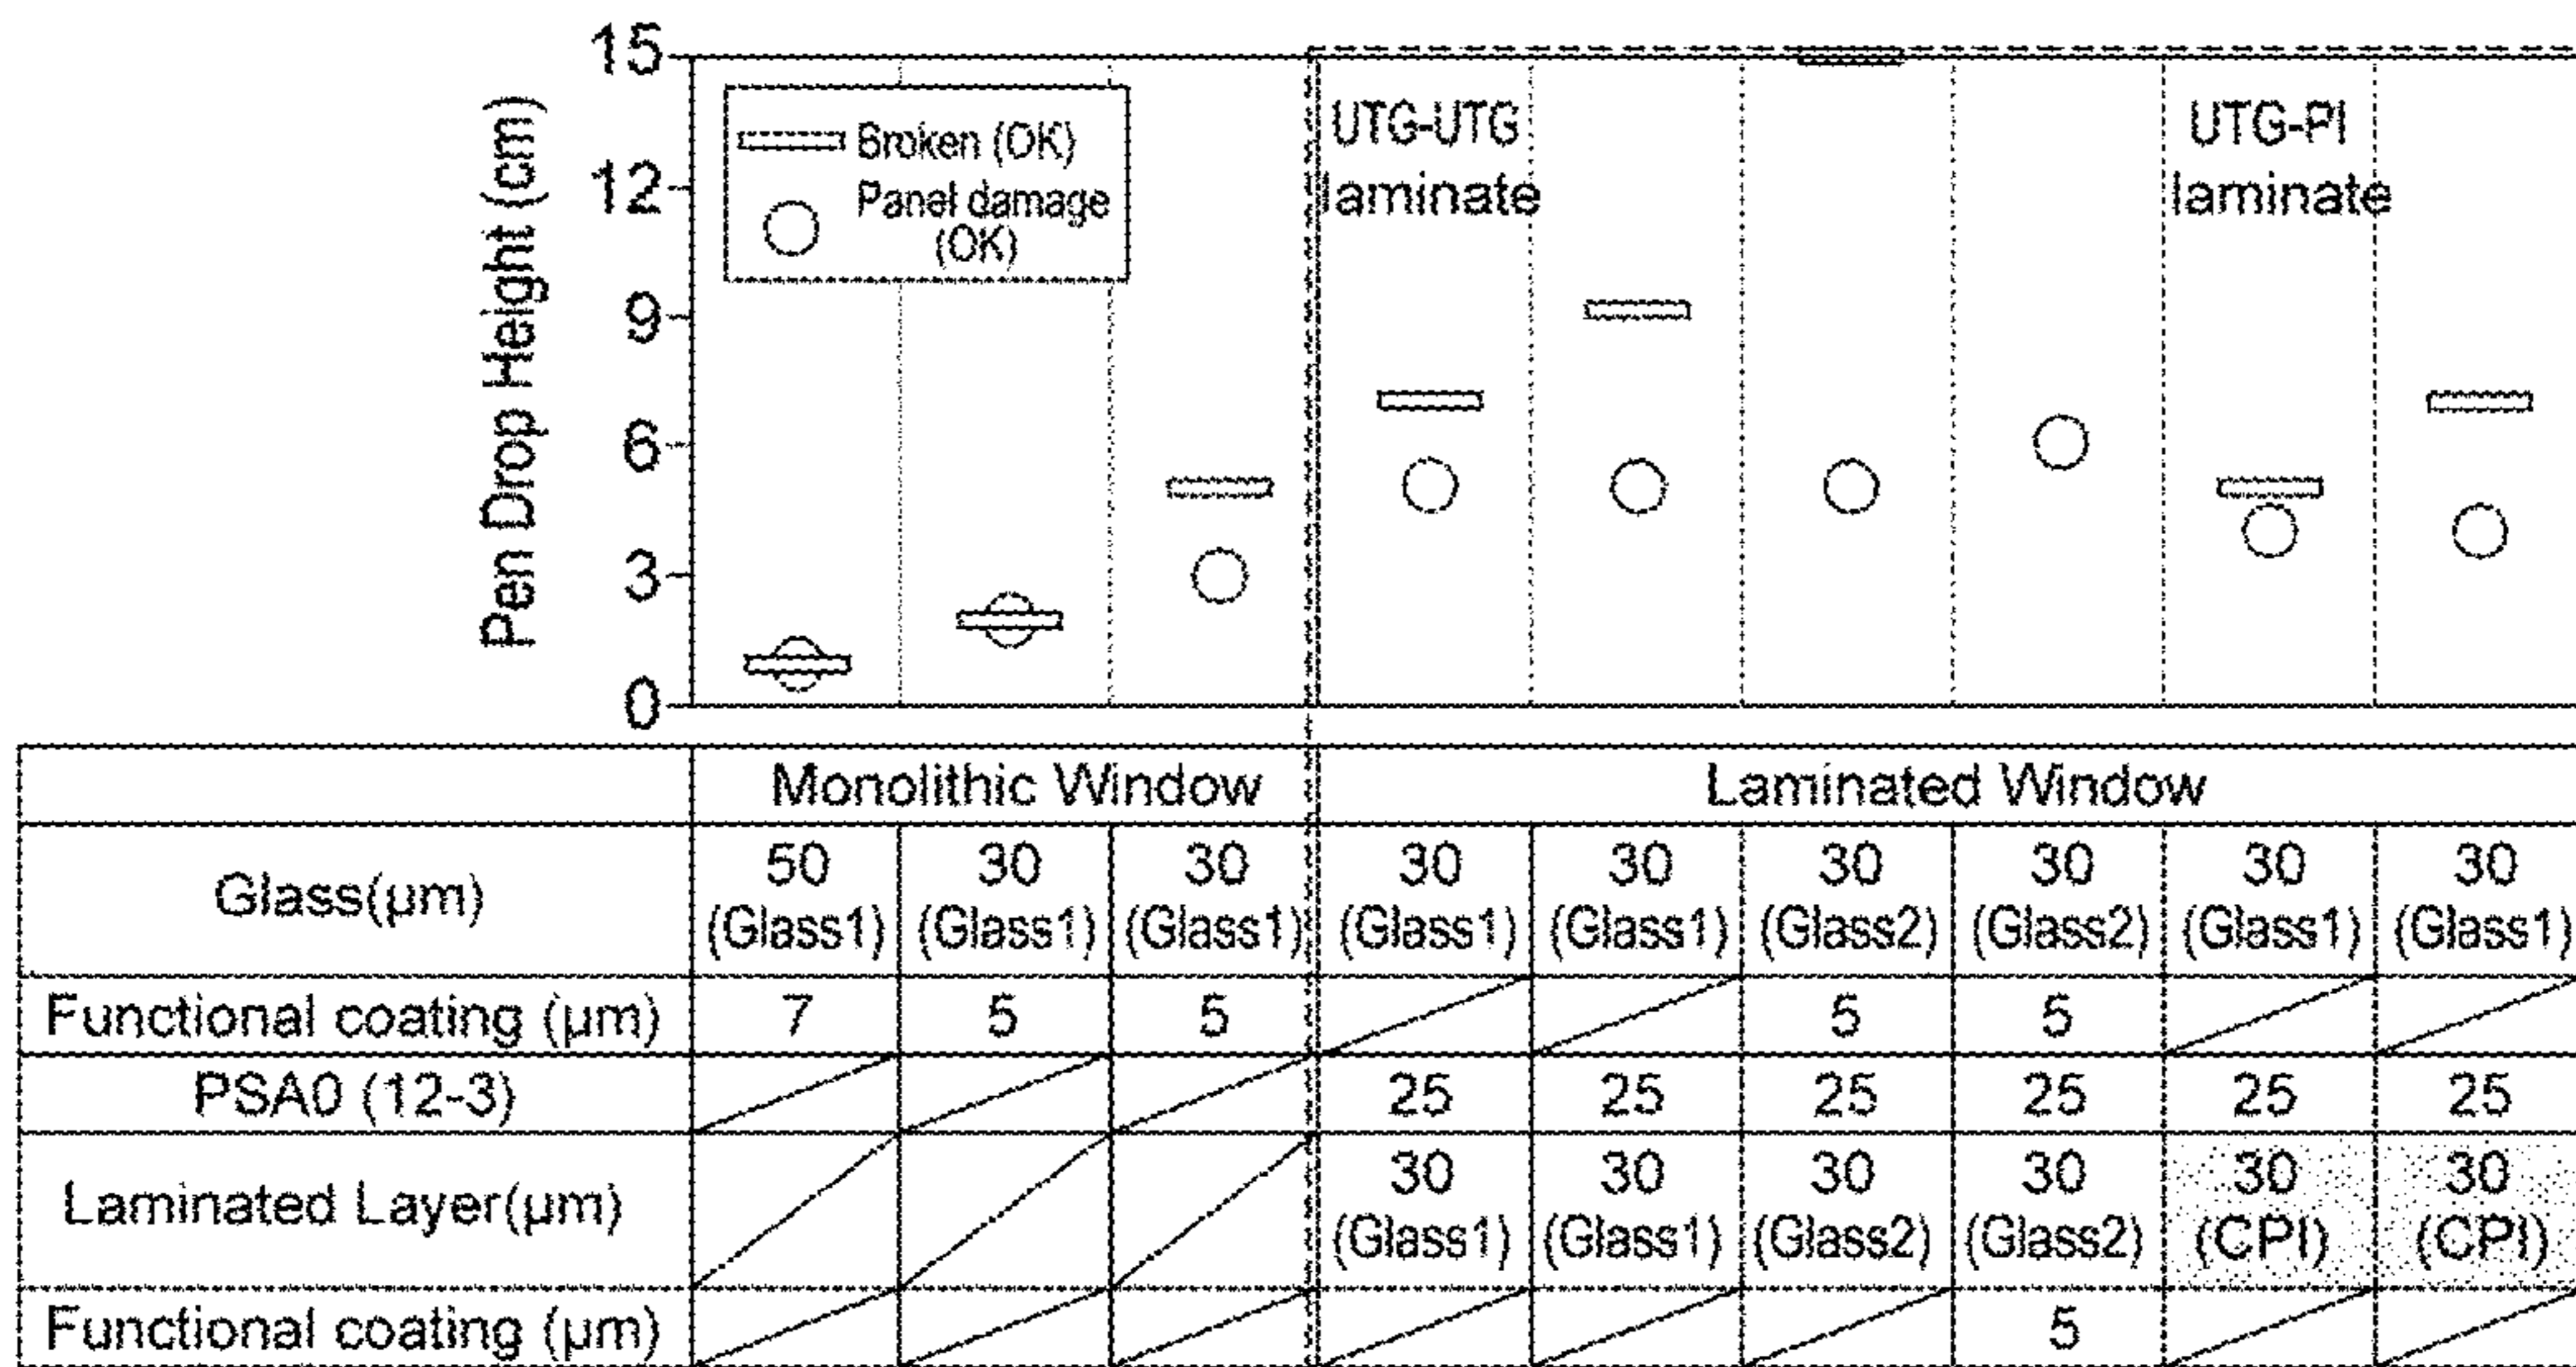 Pen Drop Height (cm)
15
12
9
6
3
0
Broken (OK)
Panel damage
(OK)
UTG-UTG
laminate
UTG-PI
laminate
Monolithic Window Laminated Window
Glass(μm) 50 (Glass1) 30 (Glass1) 30 (Glass1) 30 (Glass1) 30 (Glass1) 30 (Glass2) 30 (Glass2) 30 (Glass1) 30 (Glass1)
Functional coating (μm) 7 5 5 5 5
PSA0 (12-3) 25 25 25 25 25 25
Laminated Layer(μm) 30 (Glass1) 30 (Glass1) 30 (Glass2) 30 (Glass2) 30 (CPI) 30 (CPI)
Functional coating (μm) 5